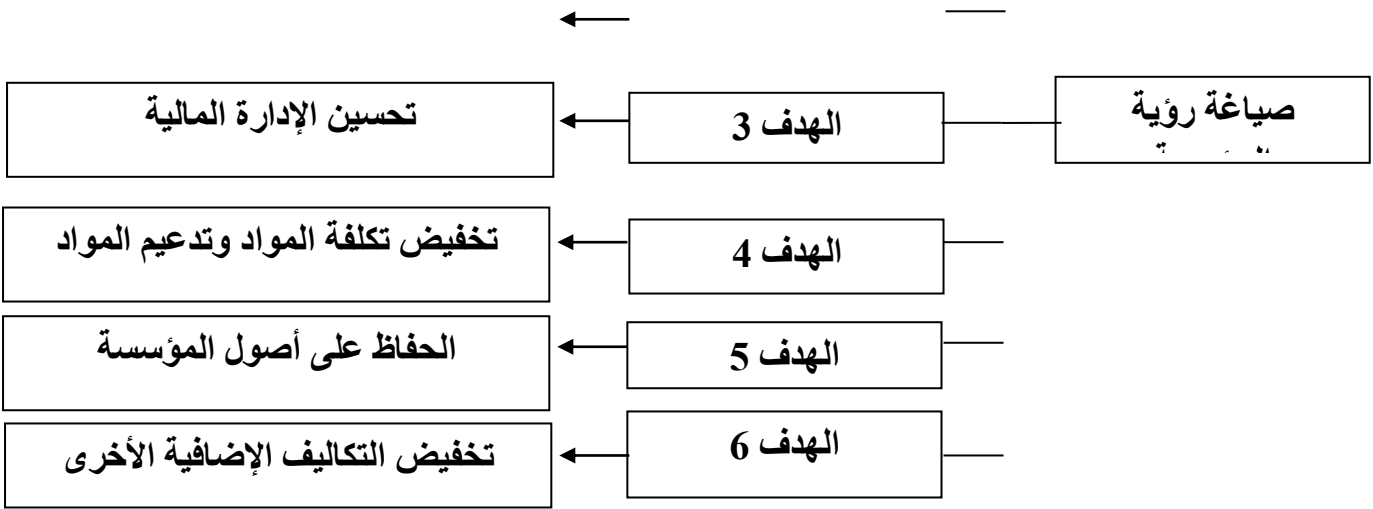 صياغة رؤية
الهدف 3
تحسين الإدارة المالية
الهدف 4
تخفيض تكلفة المواد وتدعيم المواد
الهدف 5
الحفاظ على أصول المؤسسة
الهدف 6
تخفيض التكاليف الإضافية الأخرى